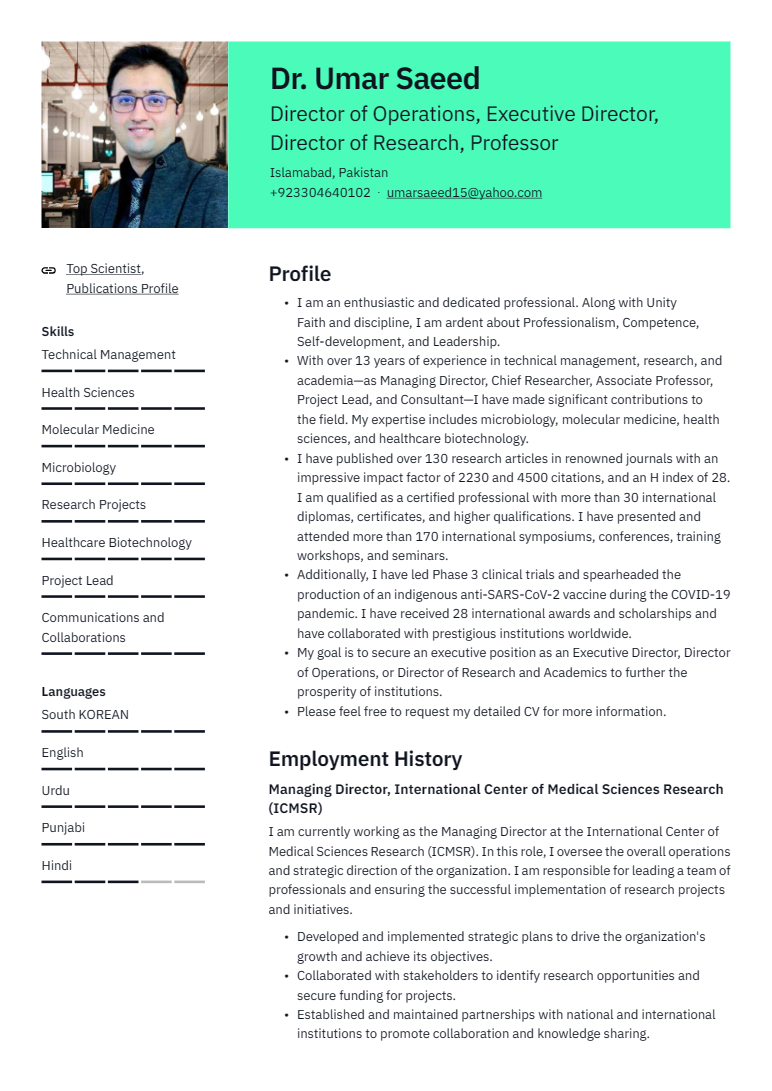 Dr. Umar Saeed
Director of Operations, Executive Director,
Director of Research, Professor
Islamabad, Pakistan
+923304640102 · umarsaeed15@yahoo.com
Top Scientist,
Publications Profile
Skills
Technical Management
Health Sciences
Molecular Medicine
Microbiology
Research Projects
Healthcare Biotechnology
Project Lead
Communications and
Collaborations
Languages
South KOREAN
English
Urdu
Punjabi
Hindi
Profile
• I am an enthusiastic and dedicated professional. Along with Unity
Faith and discipline, I am ardent about Professionalism, Competence,
Self-development, and Leadership.
• With over 13 years of experience in technical management, research, and
academia—as Managing Director, Chief Researcher, Associate Professor,
Project Lead, and Consultant—I have made significant contributions to
the field. My expertise includes microbiology, molecular medicine, health
sciences, and healthcare biotechnology.
• I have published over 130 research articles in renowned journals with an
impressive impact factor of 2230 and 4500 citations, and an H index of 28.
I am qualified as a certified professional with more than 30 international
diplomas, certificates, and higher qualifications. I have presented and
attended more than 170 international symposiums, conferences, training
workshops, and seminars.
• Additionally, I have led Phase 3 clinical trials and spearheaded the
production of an indigenous anti-SARS-CoV-2 vaccine during the COVID-19
pandemic. I have received 28 international awards and scholarships and
have collaborated with prestigious institutions worldwide.
• My goal is to secure an executive position as an Executive Director, Director
of Operations, or Director of Research and Academics to further the
prosperity of institutions.
• Please feel free to request my detailed CV for more information.
Employment History
Managing Director, International Center of Medical Sciences Research
(ICMSR)
I am currently working as the Managing Director at the International Center of
Medical Sciences Research (ICMSR). In this role, I oversee the overall operations
and strategic direction of the organization. I am responsible for leading a team of
professionals and ensuring the successful implementation of research projects
and initiatives.
• Developed and implemented strategic plans to drive the organization's
growth and achieve its objectives.
• Collaborated with stakeholders to identify research opportunities and
secure funding for projects.
• Established and maintained partnerships with national and international
institutions to promote collaboration and knowledge sharing.